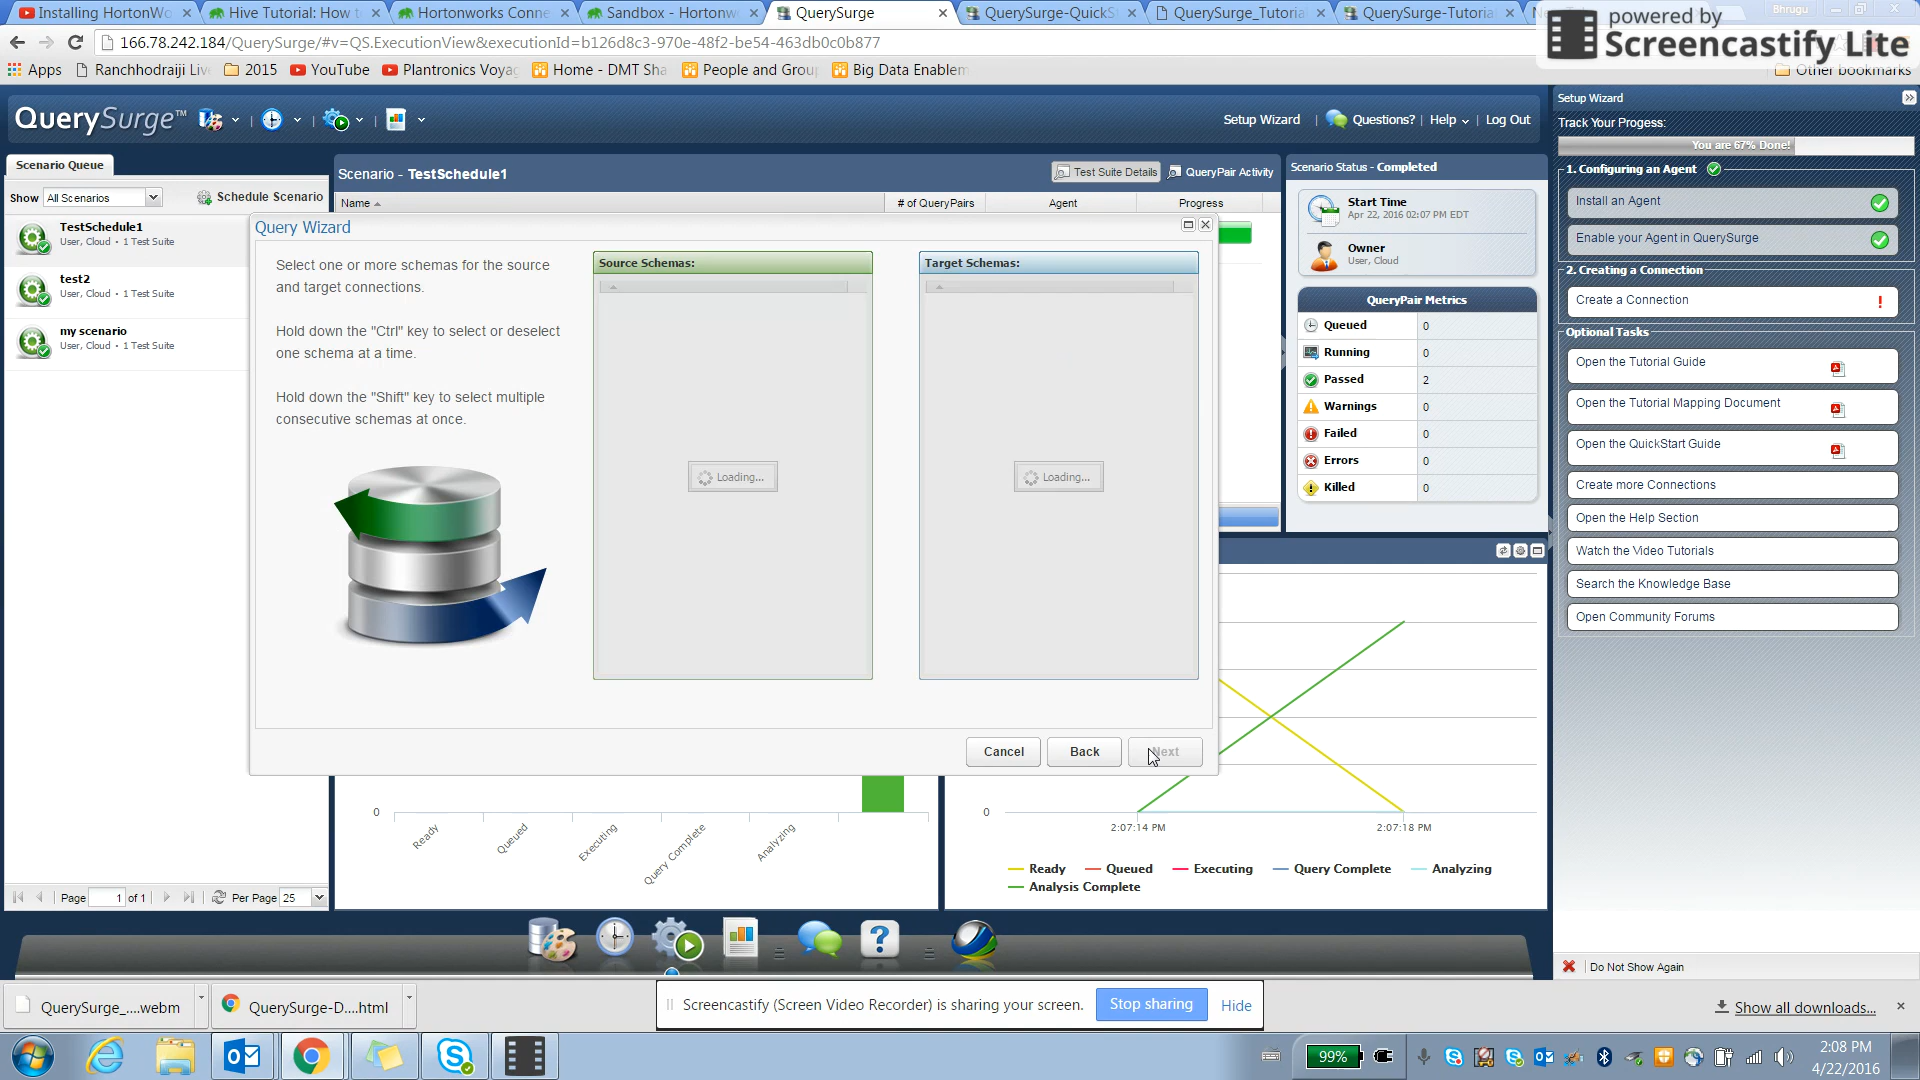 Installing HortonWo
Hive Tutorial: How t
Hortonworks Conne
Sandbox - Hortonw
QuerySurge
QuerySurge-QuickS
QuerySurge_Tutoria
QuerySurge-Tutoria
Bhrugu
powered by
Screencastify Lite
166.78.242.184/QuerySurge/#v=QS.ExecutionView&executionId=b126d8c3-970e-48f2-be54-463db0c0b877
Apps
Ranchhodraiji Liv
2015
YouTube
Plantronics Voyag
Home - DMT Sha
People and Grou
Big Data Enablem
Other bookmarks
QuerySurge™
Setup Wizard
Questions?
Help
Log Out
Setup Wizard
Track Your Progess:
You are 67% Done!
1. Configuring an Agent
Install an Agent
Enable your Agent in QuerySurge
2. Creating a Connection
Create a Connection
Optional Tasks
Open the Tutorial Guide
Open the Tutorial Mapping Document
Open the QuickStart Guide
Create more Connections
Open the Help Section
Watch the Video Tutorials
Search the Knowledge Base
Open Community Forums
Do Not Show Again
Scenario Queue
Show All Scenarios
Schedule Scenario
TestSchedule1
User, Cloud • 1 Test Suite
test2
User, Cloud • 1 Test Suite
my scenario
User, Cloud • 1 Test Suite
Page 1 of 1
Per Page 25
Scenario - TestSchedule1
Test Suite Details
QueryPair Activity
Name
# of QueryPairs
Agent
Progress
Scenario Status - Completed
Start Time
Apr 22, 2016 02:07 PM EDT
Owner
User, Cloud
QueryPair Metrics
Queued 0
Running 0
Passed 2
Warnings 0
Failed 0
Errors 0
Killed 0
Query Wizard
Select one or more schemas for the source
and target connections.
Hold down the "Ctrl" key to select or deselect
one schema at a time.
Hold down the "Shift" key to select multiple
consecutive schemas at once.
Source Schemas:
Loading...
Target Schemas:
Loading...
Cancel
Back
Next
0
Ready
Queued
Executing
Query Complete
Analyzing
0
2:07:14 PM
2:07:18 PM
Ready
Queued
Executing
Query Complete
Analyzing
Analysis Complete
QuerySurge_....webm
QuerySurge-D....html
Screencastify (Screen Video Recorder) is sharing your screen.
Stop sharing
Hide
Show all downloads...
99%
2:08 PM
4/22/2016